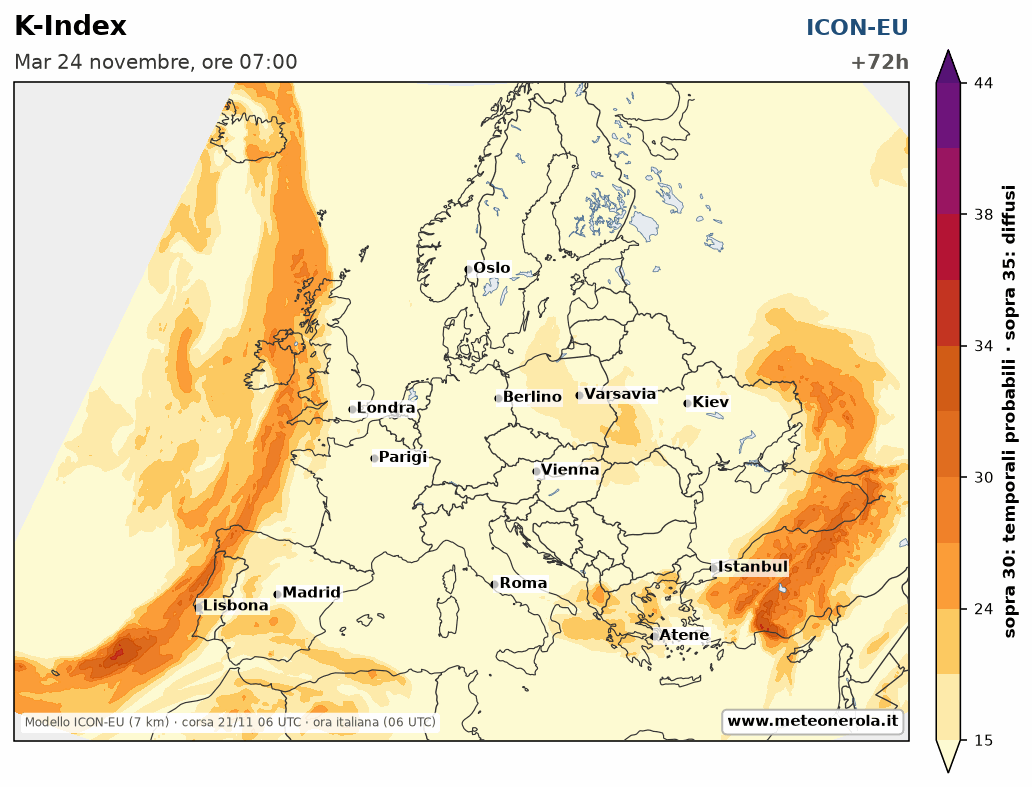 K-Index
ICON-EU
Mar 24 novembre, ore 07:00
+72h
44
38
34
30
24
15
sopra 30: temporali probabili · sopra 35: diffusi
Oslo
Berlino
Varsavia
Kiev
Londra
Parigi
Vienna
Istanbul
Roma
Madrid
Lisbona
Atene
Modello ICON-EU (7 km) · corsa 21/11 06 UTC · ora italiana (06 UTC)
www.meteonerola.it